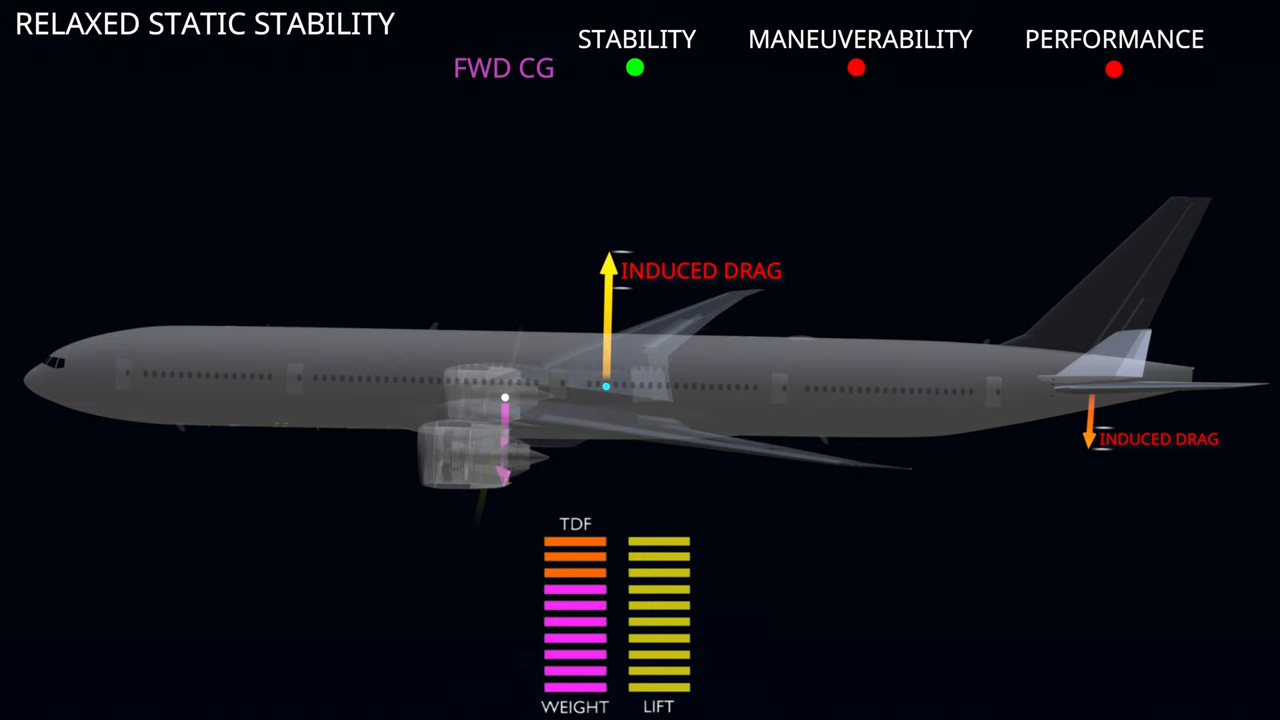 RELAXED STATIC STABILITY
STABILITY
MANEUVERABILITY
PERFORMANCE
FWD CG
INDUCED DRAG
INDUCED DRAG
TDF
WEIGHT
LIFT